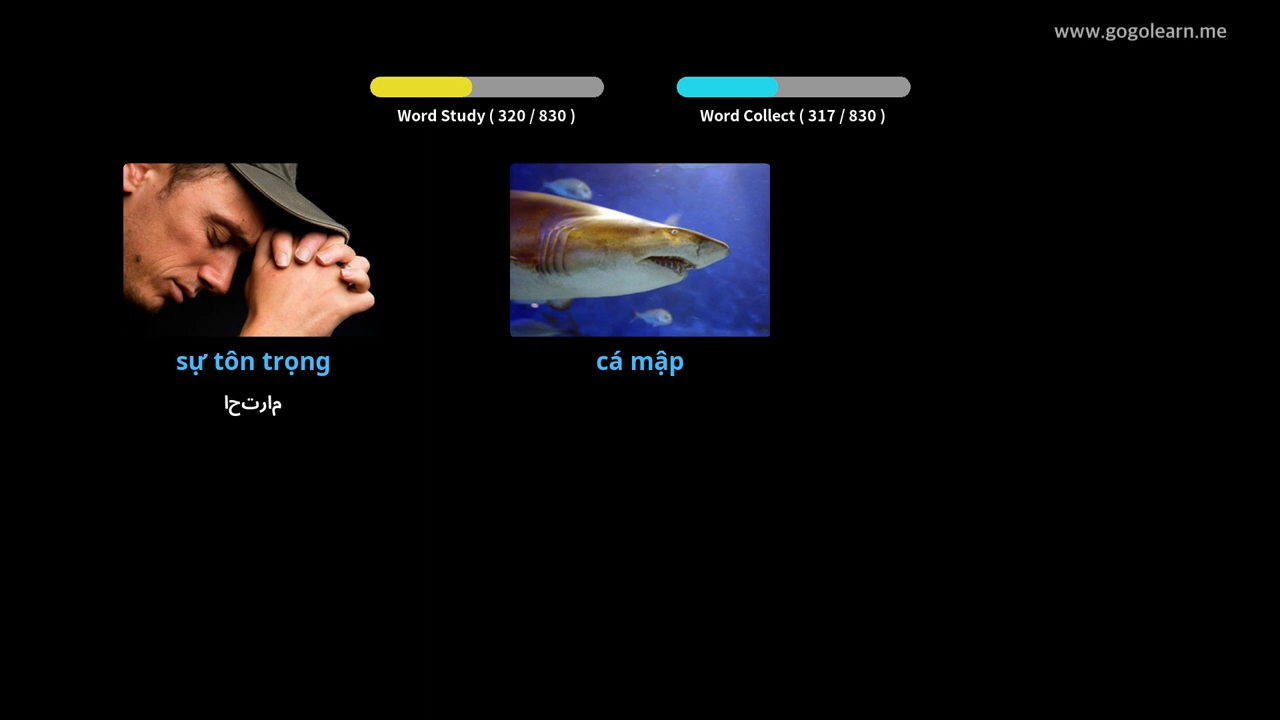 www.gogolearn.me
Word Study ( 320 / 830 )
Word Collect ( 317 / 830 )
sự tôn trọng
cá mập
احترام